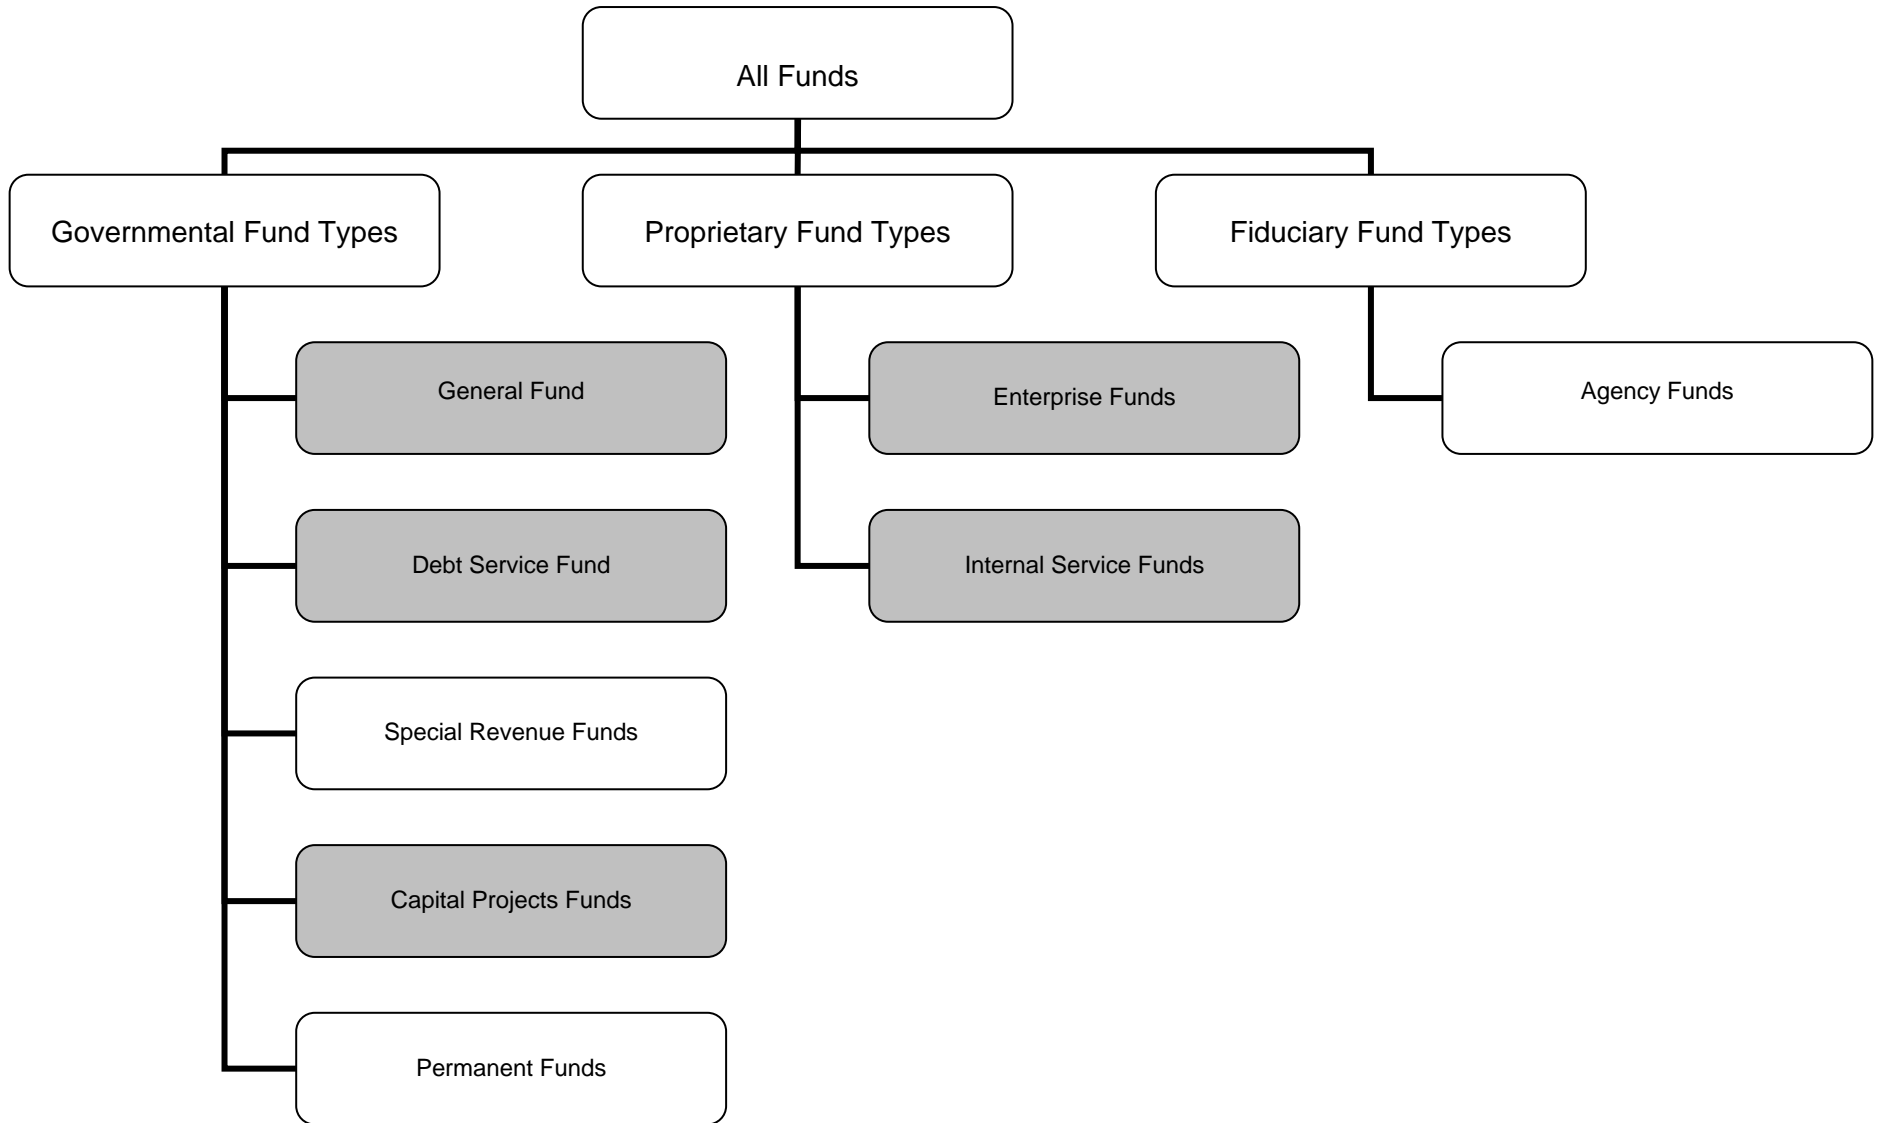 All Funds
Governmental Fund Types
Proprietary Fund Types
Fiduciary Fund Types
General Fund
Enterprise Funds
Agency Funds
Debt Service Fund
Internal Service Funds
Special Revenue Funds
Capital Projects Funds
Permanent Funds